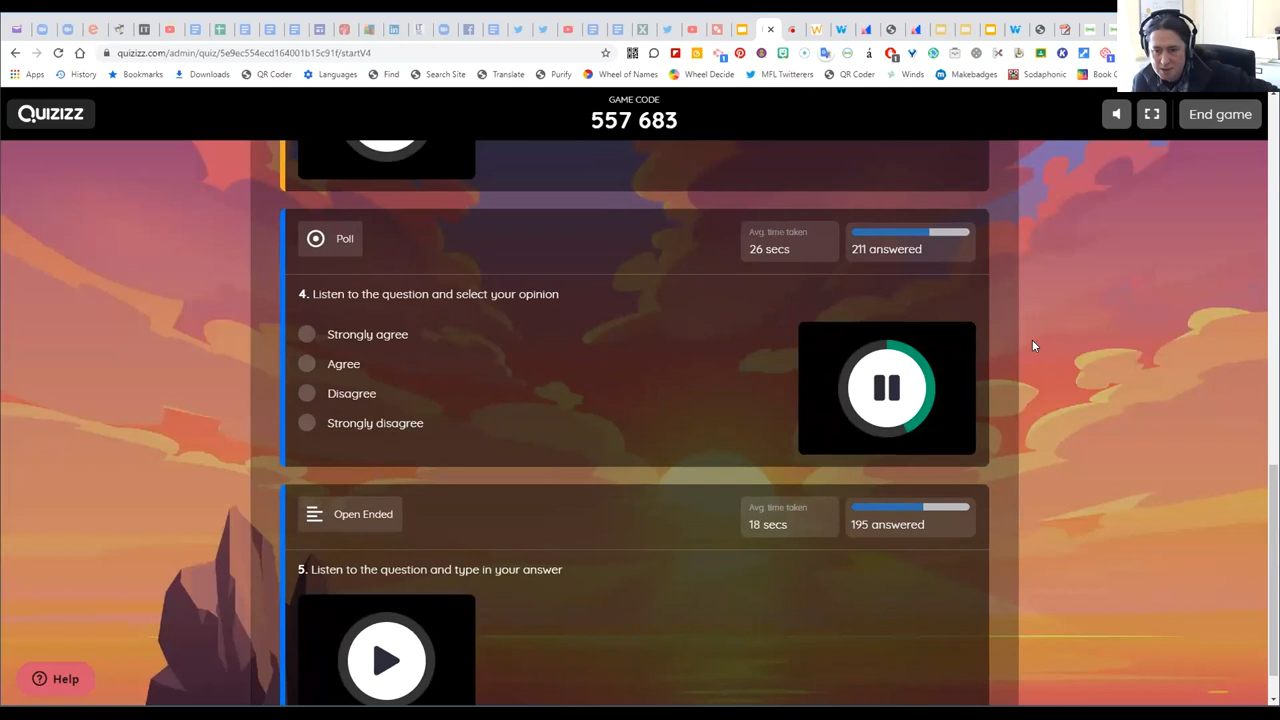 quizizz.com/admin/quiz/5e9ec554ecd164001b15c91f/startV4
Apps History Bookmarks Downloads QR Coder Languages Find Search Site Translate Purify Wheel of Names Wheel Decide MFL Twitterers QR Coder Winds Makebadges Sodaphonic Book C
Quizizz
GAME CODE
557 683
End game
Poll
Avg. time taken
26 secs
211 answered
4. Listen to the question and select your opinion
Strongly agree
Agree
Disagree
Strongly disagree
Open Ended
Avg. time taken
18 secs
195 answered
5. Listen to the question and type in your answer
Help